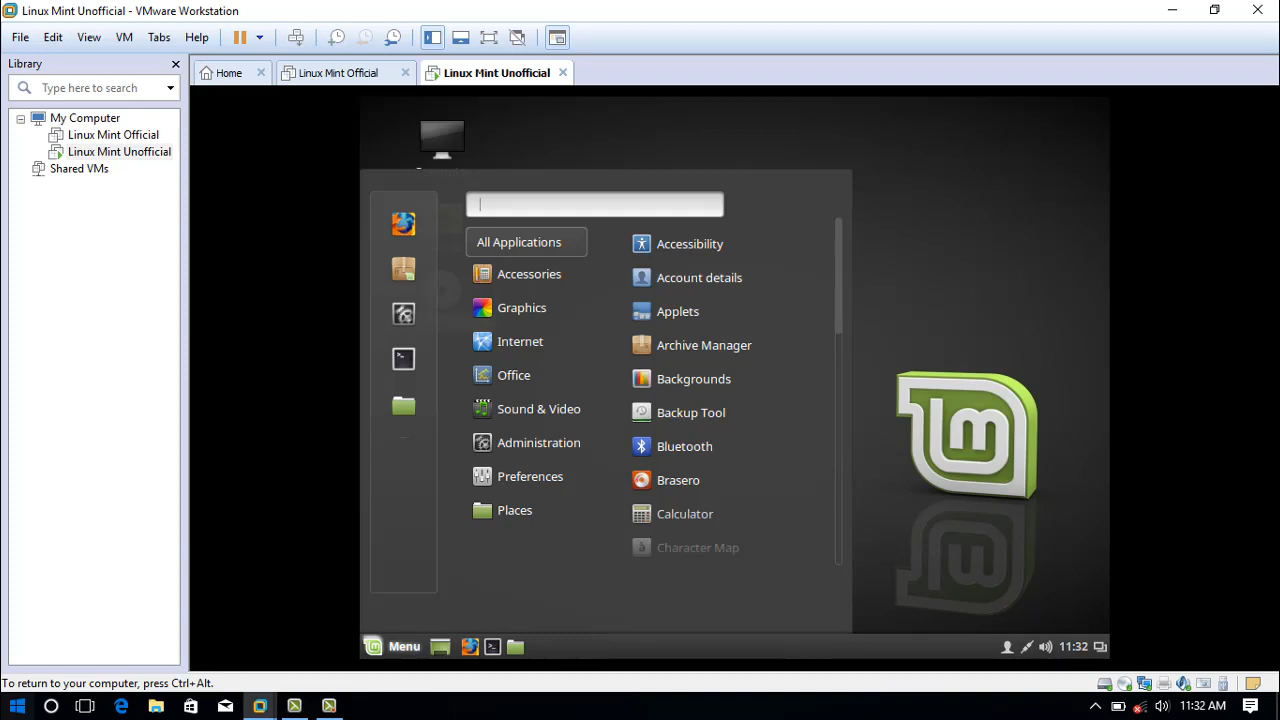 Linux Mint Unofficial - VMware Workstation
File Edit View VM Tabs Help
Library
Type here to search
My Computer
Linux Mint Official
Linux Mint Unofficial
Shared VMs
Home
Linux Mint Official
Linux Mint Unofficial
All Applications
Accessories
Graphics
Internet
Office
Sound & Video
Administration
Preferences
Places
Accessibility
Account details
Applets
Archive Manager
Backgrounds
Backup Tool
Bluetooth
Brasero
Calculator
Character Map
Menu
11:32
To return to your computer, press Ctrl+Alt.
11:32 AM